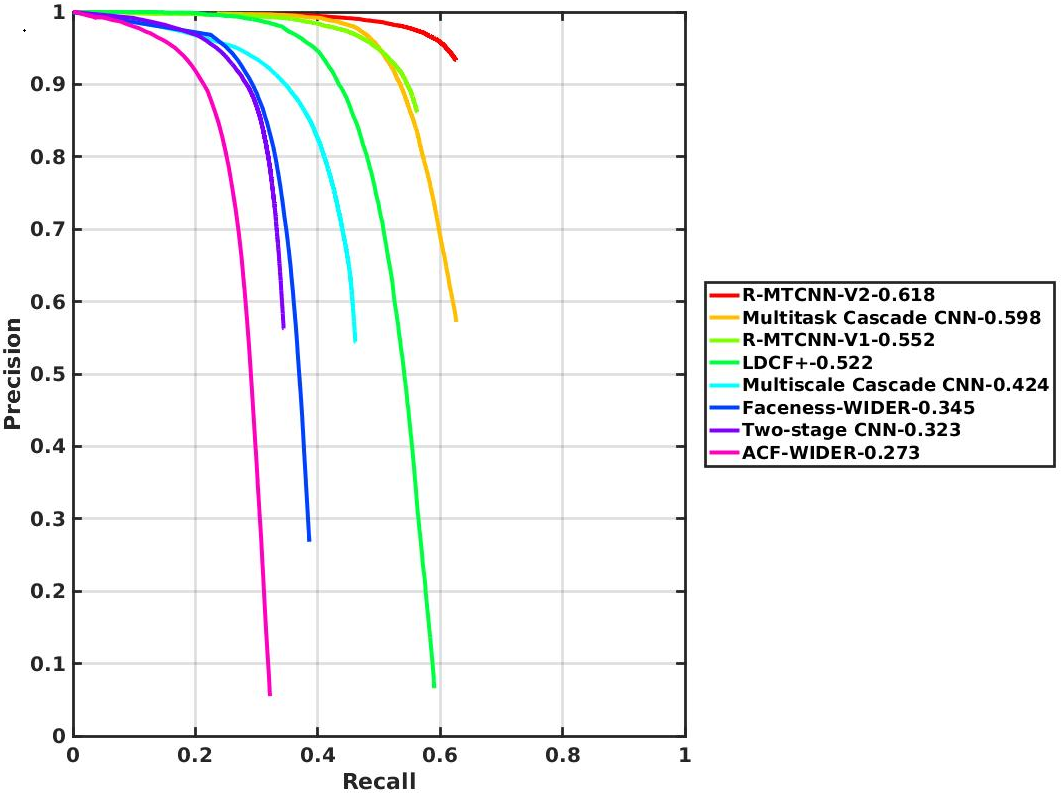 1
0.9
0.8
0.7
0.6
0.5
0.4
0.3
0.2
0.1
0
Precision
0 0.2 0.4 0.6 0.8 1
Recall
R-MTCNN-V2-0.618
Multitask Cascade CNN-0.598
R-MTCNN-V1-0.552
LDCF+-0.522
Multiscale Cascade CNN-0.424
Faceness-WIDER-0.345
Two-stage CNN-0.323
ACF-WIDER-0.273